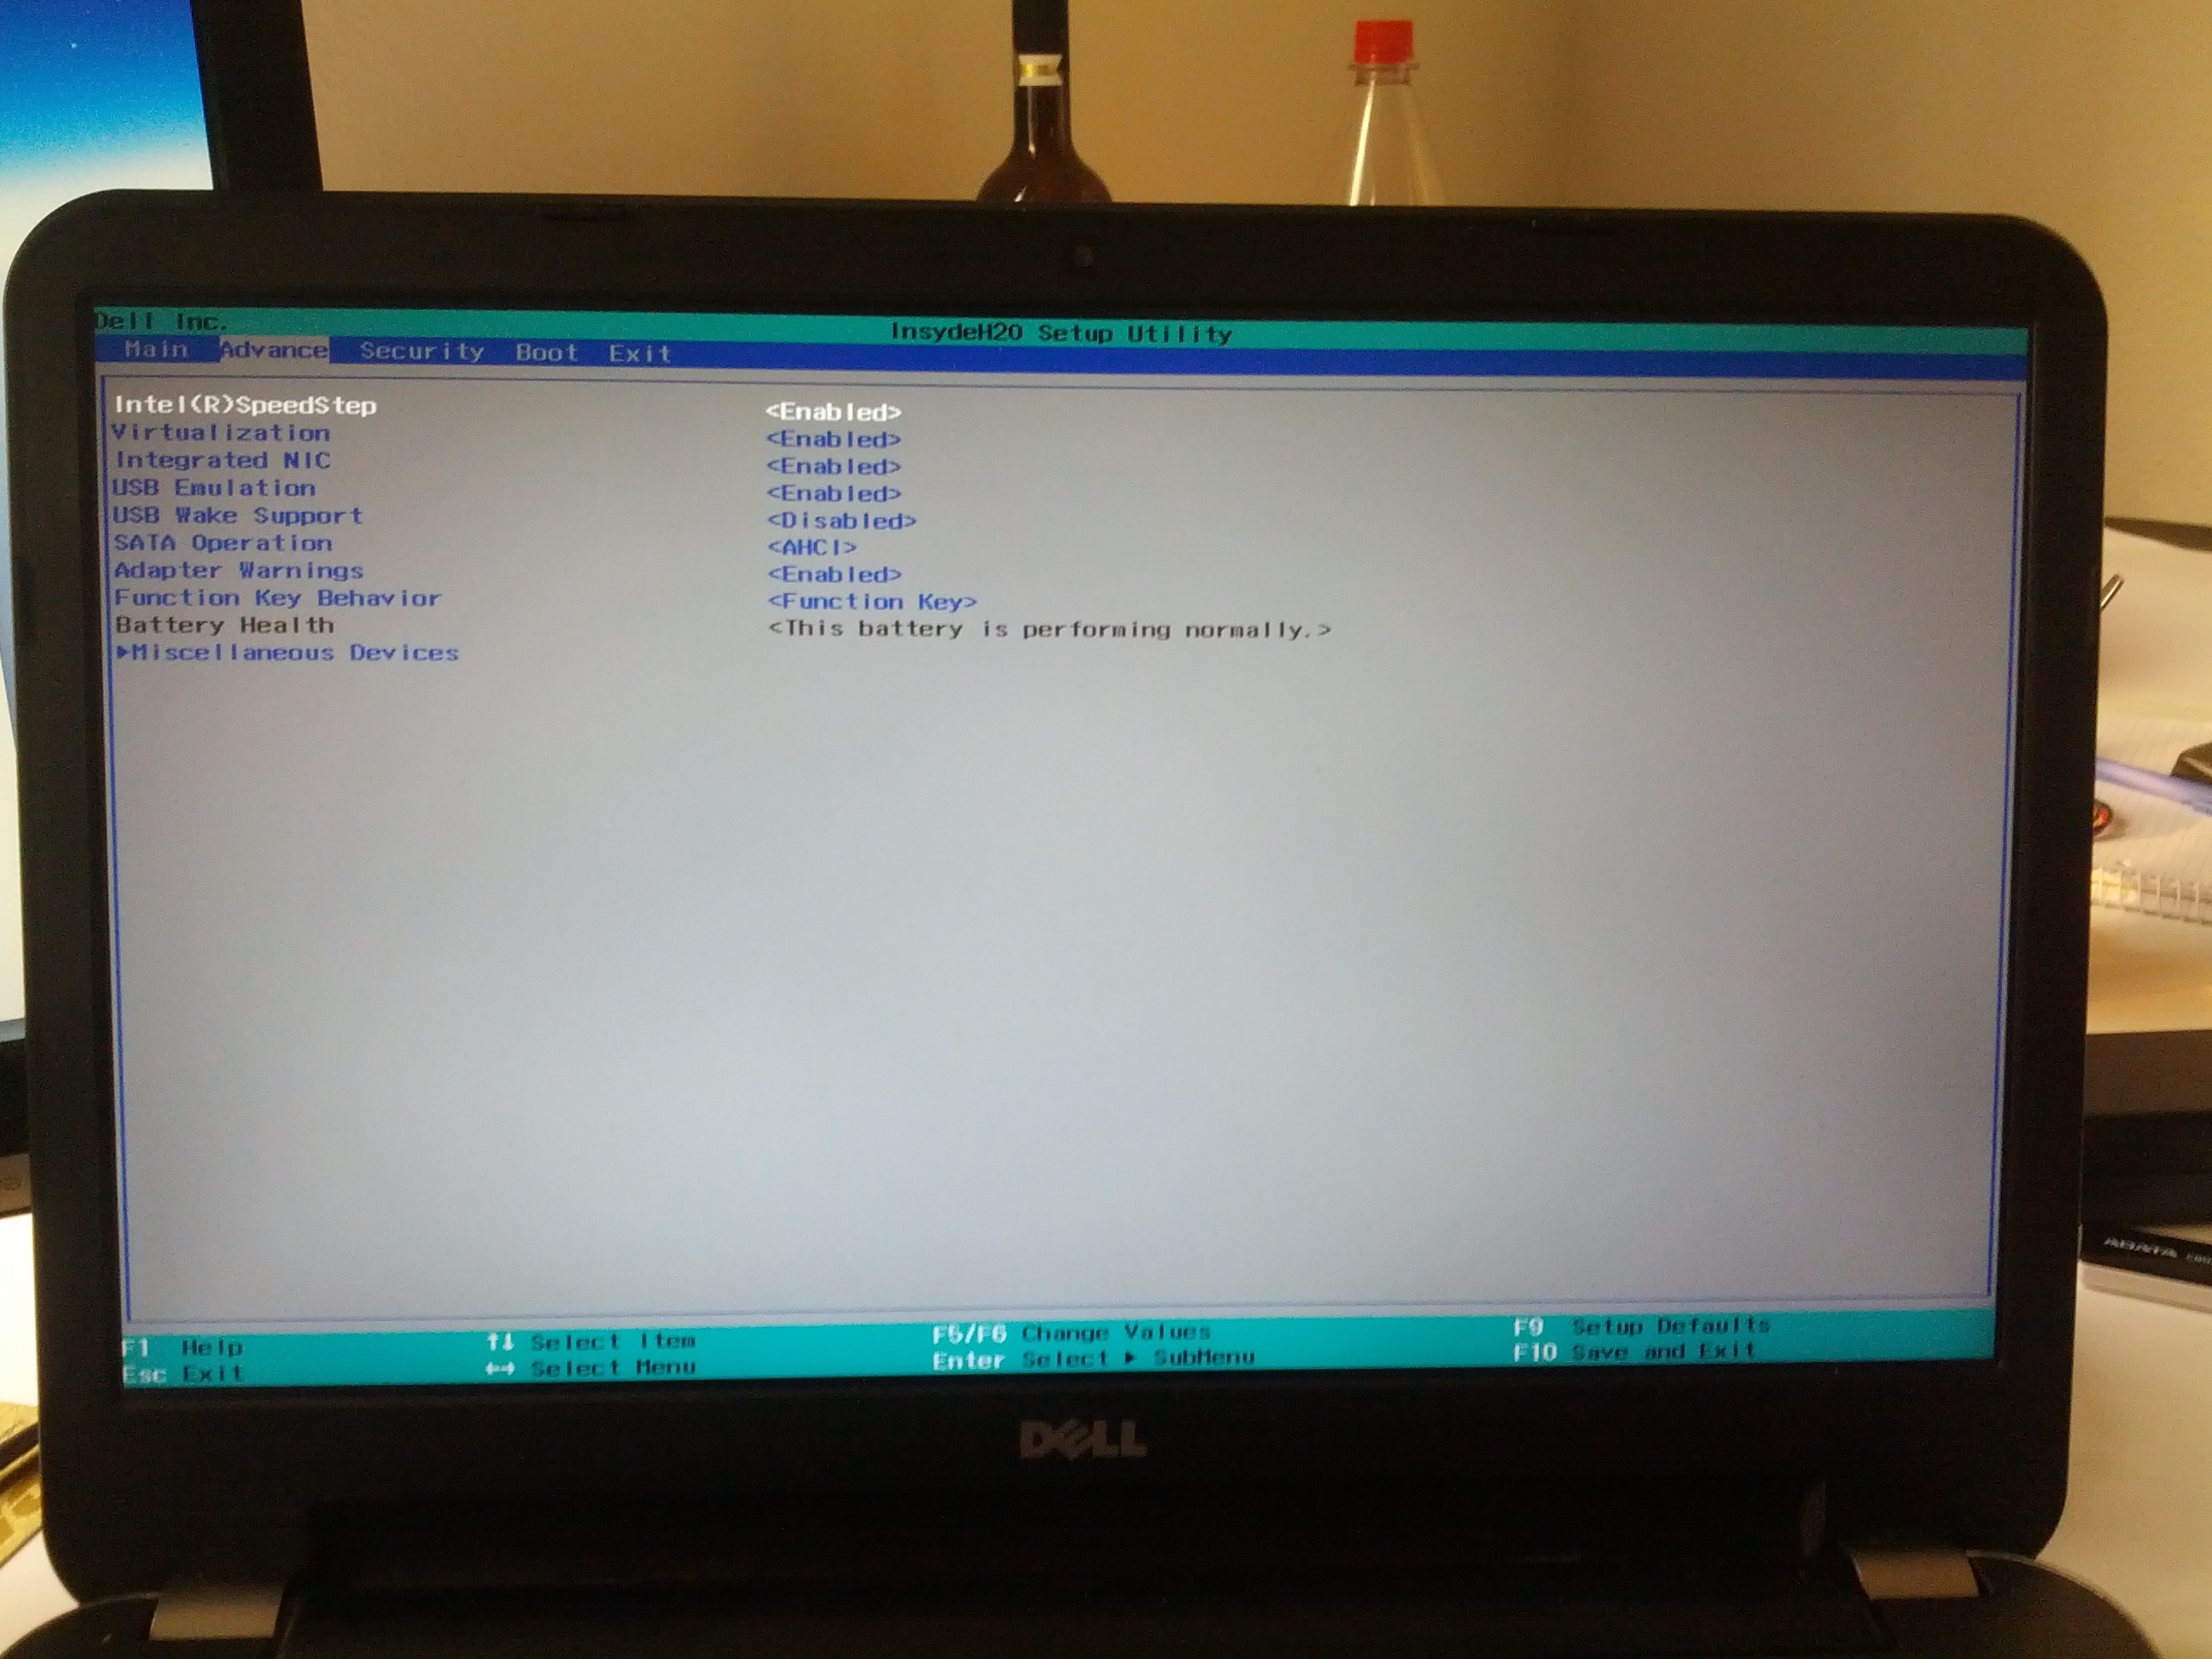 Dell Inc.
InsydeH20 Setup Utility
Main Advance Security Boot Exit
Intel(R)SpeedStep <Enabled>
Virtualization <Enabled>
Integrated NIC <Enabled>
USB Emulation <Enabled>
USB Wake Support <Disabled>
SATA Operation <AHCI>
Adapter Warnings <Enabled>
Function Key Behavior <Function Key>
Battery Health <This battery is performing normally.>
▶Miscellaneous Devices
F1 Help ↑↓ Select Item F5/F6 Change Values F9 Setup Defaults
Esc Exit ←→ Select Menu Enter Select ▶ SubMenu F10 Save and Exit
DELL